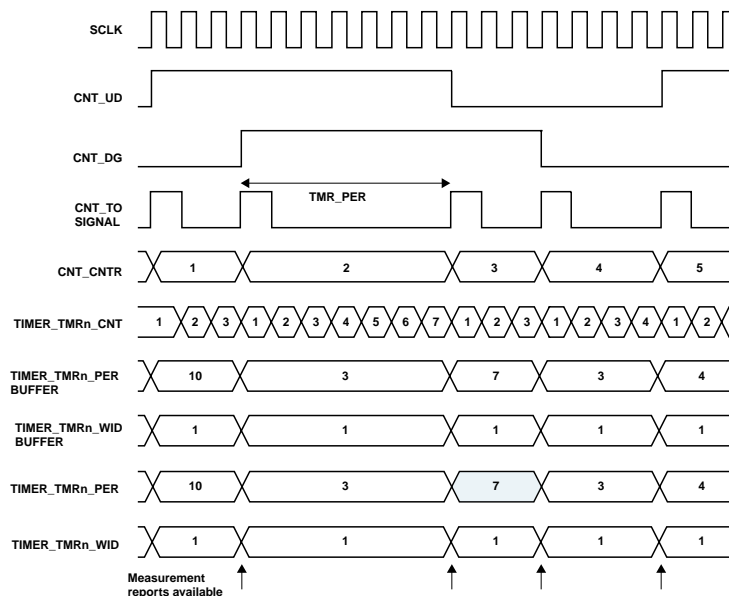 SCLK
CNT_UD
CNT_DG
TMR_PER
CNT_TO
SIGNAL
CNT_CNTR 1 2 3 4 5
TIMER_TMRn_CNT 1 2 3 1 2 3 4 5 6 7 1 2 3 1 2 3 4 1 2
TIMER_TMRn_PER
BUFFER
10 3 7 3 4
TIMER_TMRn_WID
BUFFER
1 1 1 1 1
TIMER_TMRn_PER 10 3 7 3 4
TIMER_TMRn_WID 1 1 1 1 1
Measurement
reports available